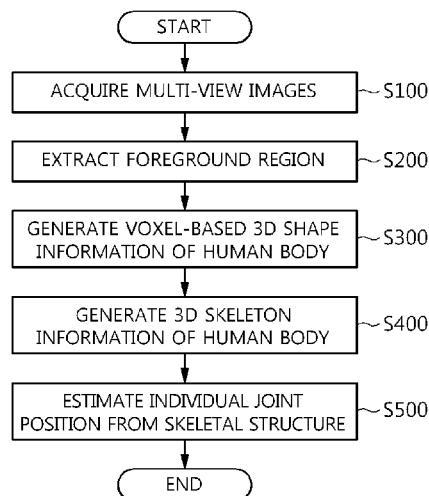 START
ACQUIRE MULTI-VIEW IMAGES
S100
EXTRACT FOREGROUND REGION
S200
GENERATE VOXEL-BASED 3D SHAPE
INFORMATION OF HUMAN BODY
S300
GENERATE 3D SKELETON
INFORMATION OF HUMAN BODY
S400
ESTIMATE INDIVIDUAL JOINT
POSITION FROM SKELETAL STRUCTURE
S500
END